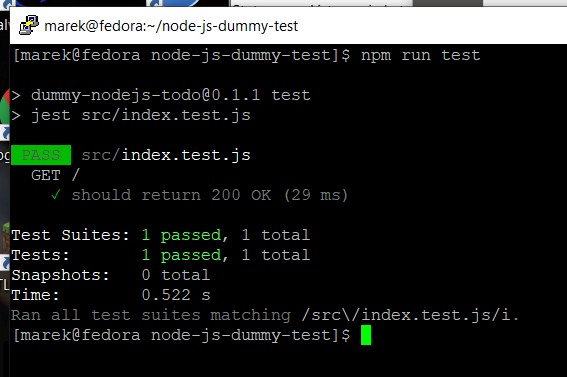 marek@fedora:~/node-js-dummy-test
[marek@fedora node-js-dummy-test]$ npm run test
> dummy-nodejs-todo@0.1.1 test
> jest src/index.test.js
PASS src/index.test.js
GET /
✓ should return 200 OK (29 ms)
Test Suites: 1 passed, 1 total
Tests: 1 passed, 1 total
Snapshots: 0 total
Time: 0.522 s
Ran all test suites matching /src\/index.test.js/i.
[marek@fedora node-js-dummy-test]$